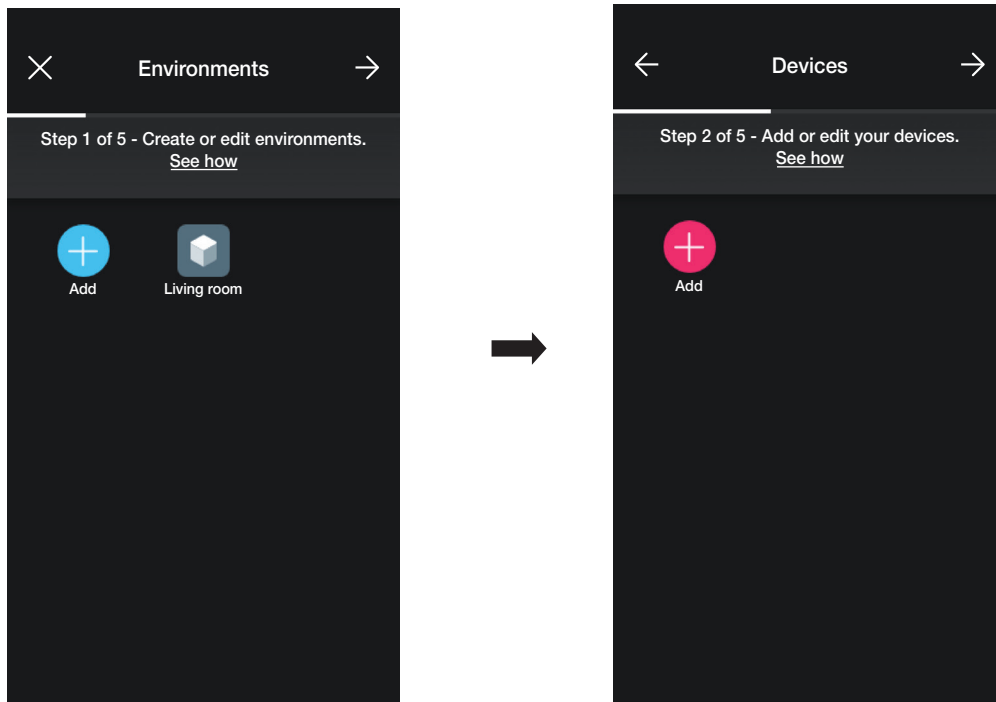 Environments
Step 1 of 5 - Create or edit environments.
See how
Add
Living room
Devices
Step 2 of 5 - Add or edit your devices.
See how
Add